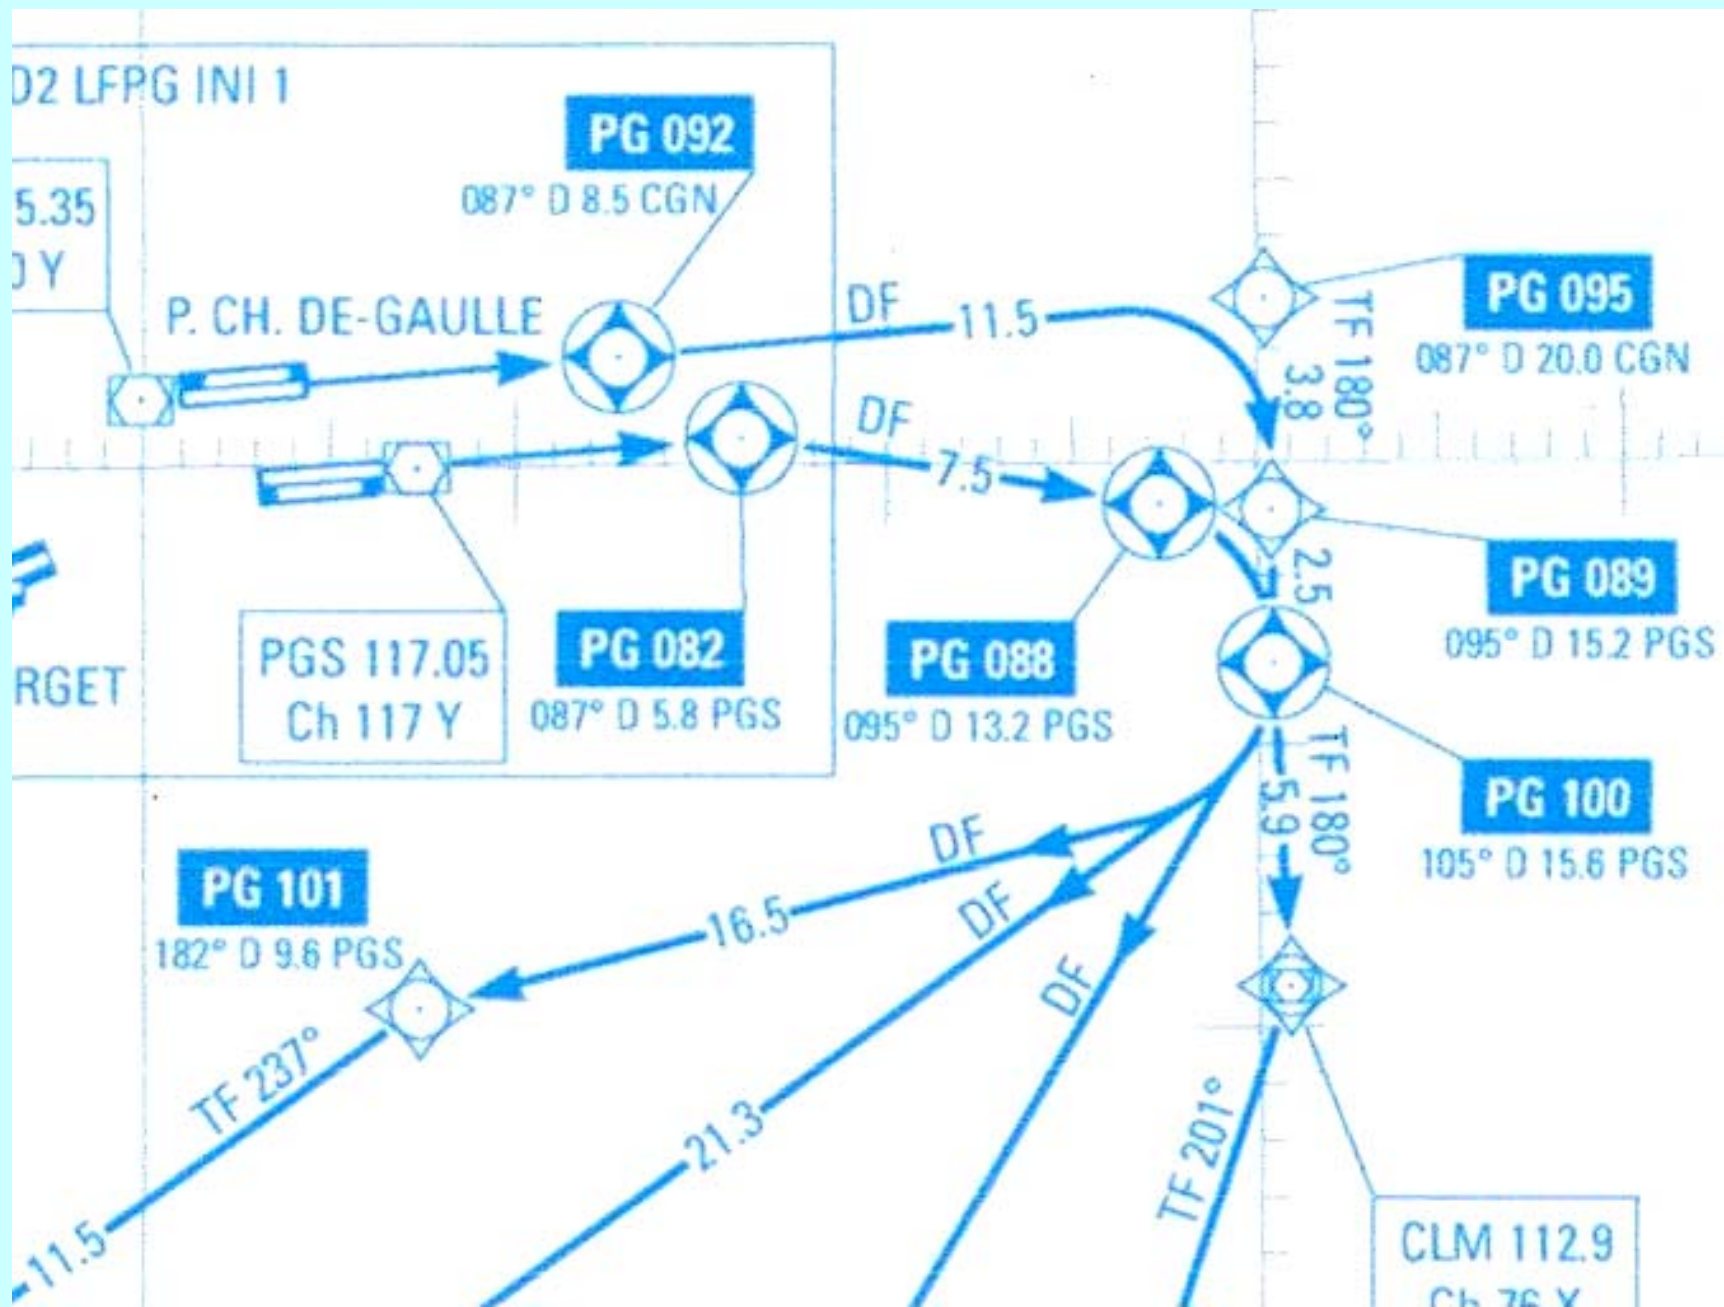 D2 LFPG INI 1
PG 092
087° D 8.5 CGN
5.35
Y
P. CH. DE-GAULLE
DF
11.5
PG 095
087° D 20.0 CGN
TF 180°
3.8
DF
7.5
PG 089
095° D 15.2 PGS
2.5
RGET
PGS 117.05
Ch 117 Y
PG 082
087° D 5.8 PGS
PG 088
095° D 13.2 PGS
PG 100
105° D 15.6 PGS
TF 180°
5.9
PG 101
182° D 9.6 PGS
DF
16.5
DF
DF
TF 237°
11.5
21.3
TF 201°
CLM 112.9
Ch 76 X